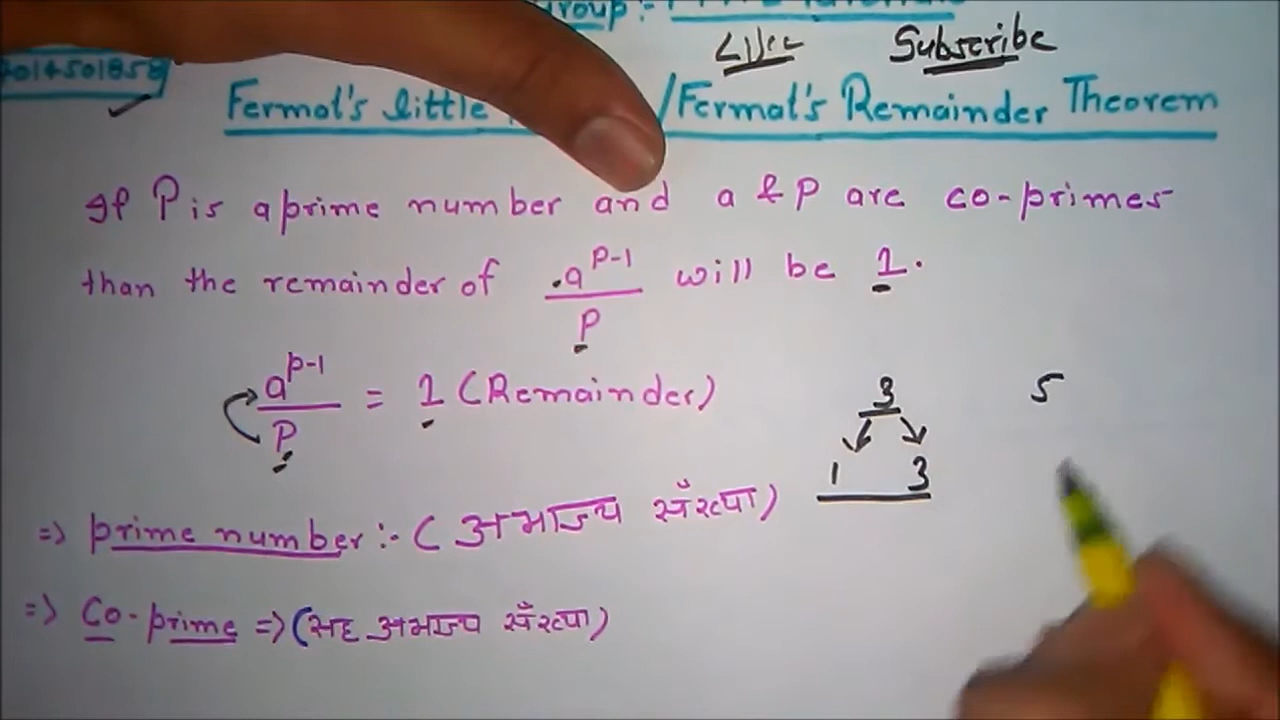 Group:-
Like Subscribe
Fermat's little /Fermat's Remainder Theorem
If P is a prime number and a & P are co-primes
than the remainder of a^(P-1)/P will be 1.
a^(P-1)/P = 1 (Remainder)
3 5
1 3
=> prime number:- (अभाज्य सँख्या)
=> Co-prime => (सह अभाज्य सँख्या)